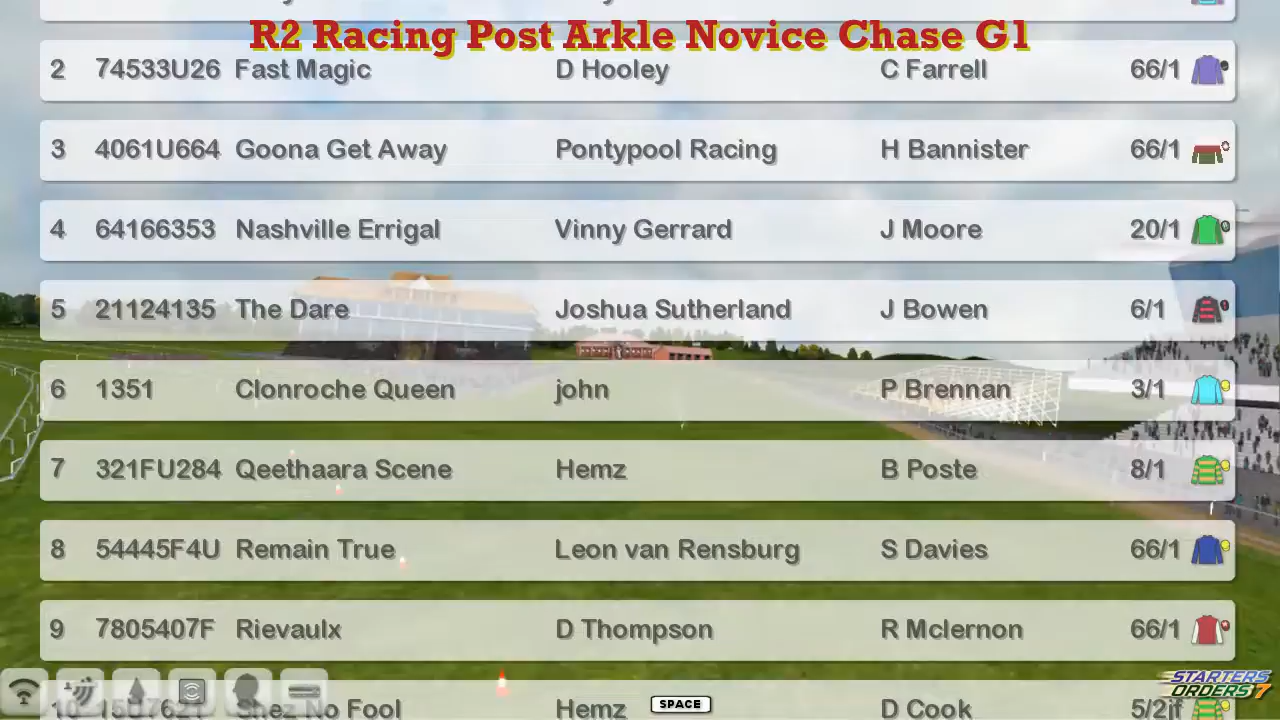 R2 Racing Post Arkle Novice Chase G1
2 74533U26 Fast Magic D Hooley C Farrell 66/1
3 4061U664 Goona Get Away Pontypool Racing H Bannister 66/1
4 64166353 Nashville Errigal Vinny Gerrard J Moore 20/1
5 21124135 The Dare Joshua Sutherland J Bowen 6/1
6 1351 Clonroche Queen john P Brennan 3/1
7 321FU284 Qeethaara Scene Hemz B Poste 8/1
8 54445F4U Remain True Leon van Rensburg S Davies 66/1
9 7805407F Rievaulx D Thompson R Mclernon 66/1
10 Shez No Fool Hemz D Cook 5/2jf
SPACE
STARTERS ORDERS 7